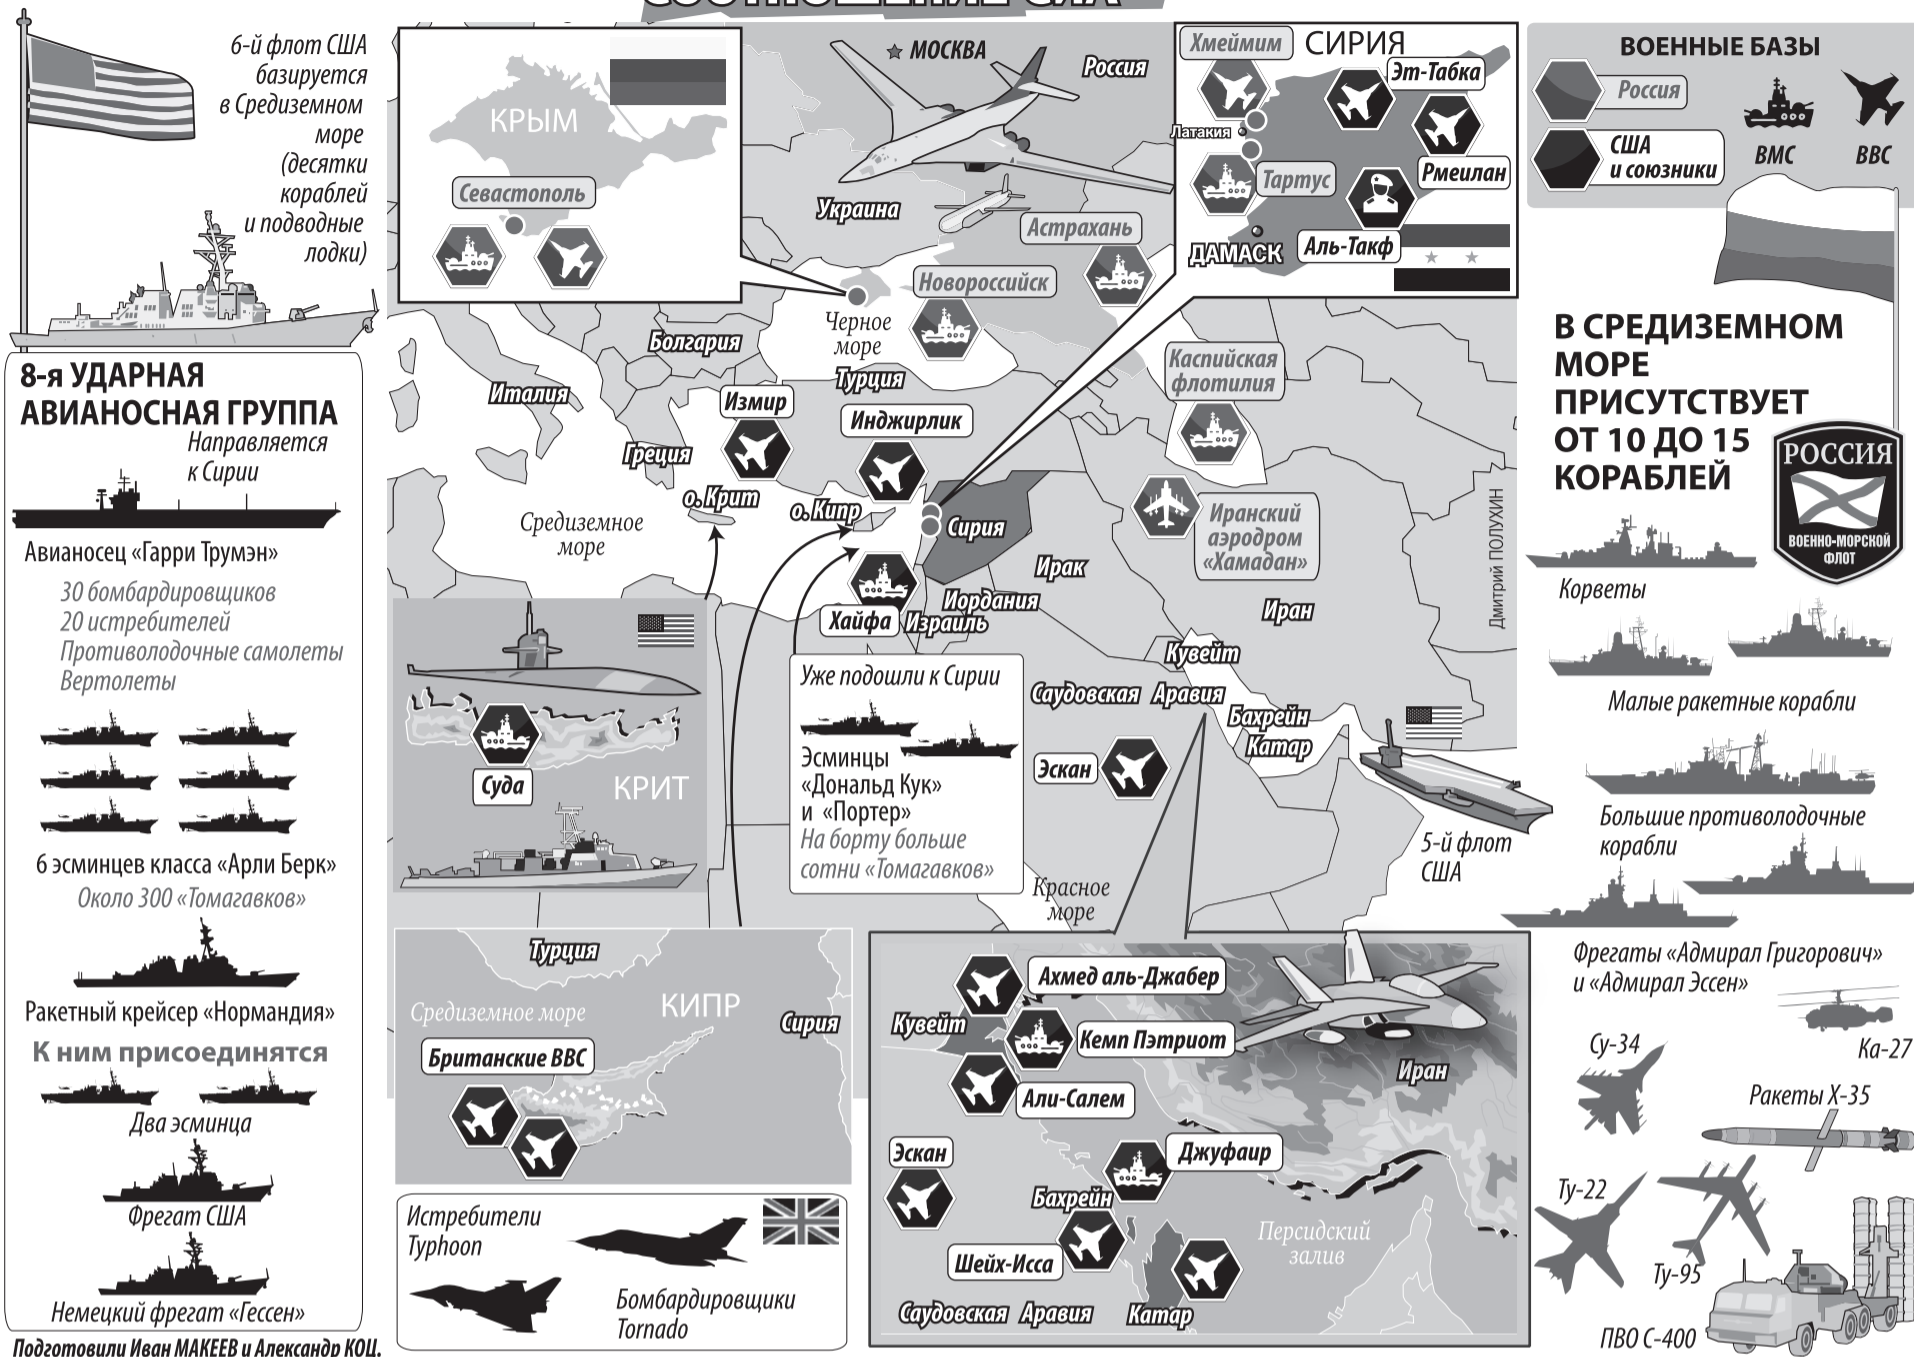 СООТНОШЕНИЕ СИЛ
6-й флот США
базируется
в Средиземном
море
(десятки
кораблей
и подводные
лодки)
8-я УДАРНАЯ
АВИАНОСНАЯ ГРУППА
Направляется
к Сирии
Авианосец «Гарри Трумэн»
30 бомбардировщиков
20 истребителей
Противолодочные самолеты
Вертолеты
6 эсминцев класса «Арли Берк»
Около 300 «Томагавков»
Ракетный крейсер «Нормандия»
К ним присоединятся
Два эсминца
Фрегат США
Немецкий фрегат «Гессен»
Подготовили Иван МАКЕЕВ и Александр КОЦ.
КРЫМ
Севастополь
МОСКВА
Россия
Украина
Астрахань
Новороссийск
Черное
море
Болгария
Турция
Италия
Измир
Инджирлик
Греция
о. Крит
о. Кипр
Средиземное
море
Каспийская
флотилия
Сирия
Иранский
аэродром
«Хамадан»
Ирак
Иордания
Иран
Хайфа
Израиль
Кувейт
Саудовская Аравия
Бахрейн
Катар
Эскан
5-й флот
США
Красное
море
Дмитрий ПОЛУХИН
СИРИЯ
Хмеймим
Эт-Табка
Латакия
Рмеилан
Тартус
Аль-Такф
ДАМАСК
Суда
КРИТ
Уже подошли к Сирии
Эсминцы
«Дональд Кук»
и «Портер»
На борту больше
сотни «Томагавков»
Турция
Средиземное море
КИПР
Сирия
Британские ВВС
Истребители
Typhoon
Бомбардировщики
Tornado
Ахмед аль-Джабер
Кувейт
Кемп Пэтриот
Али-Салем
Иран
Эскан
Джуфаир
Бахрейн
Шейх-Исса
Персидский
залив
Саудовская Аравия
Катар
ВОЕННЫЕ БАЗЫ
Россия
США
и союзники
ВМС
ВВС
В СРЕДИЗЕМНОМ
МОРЕ
ПРИСУТСТВУЕТ
ОТ 10 ДО 15
КОРАБЛЕЙ
РОССИЯ
ВОЕННО-МОРСКОЙ
ФЛОТ
Корветы
Малые ракетные корабли
Большие противолодочные
корабли
Фрегаты «Адмирал Григорович»
и «Адмирал Эссен»
Ка-27
Су-34
Ракеты Х-35
Ту-22
Ту-95
ПВО С-400